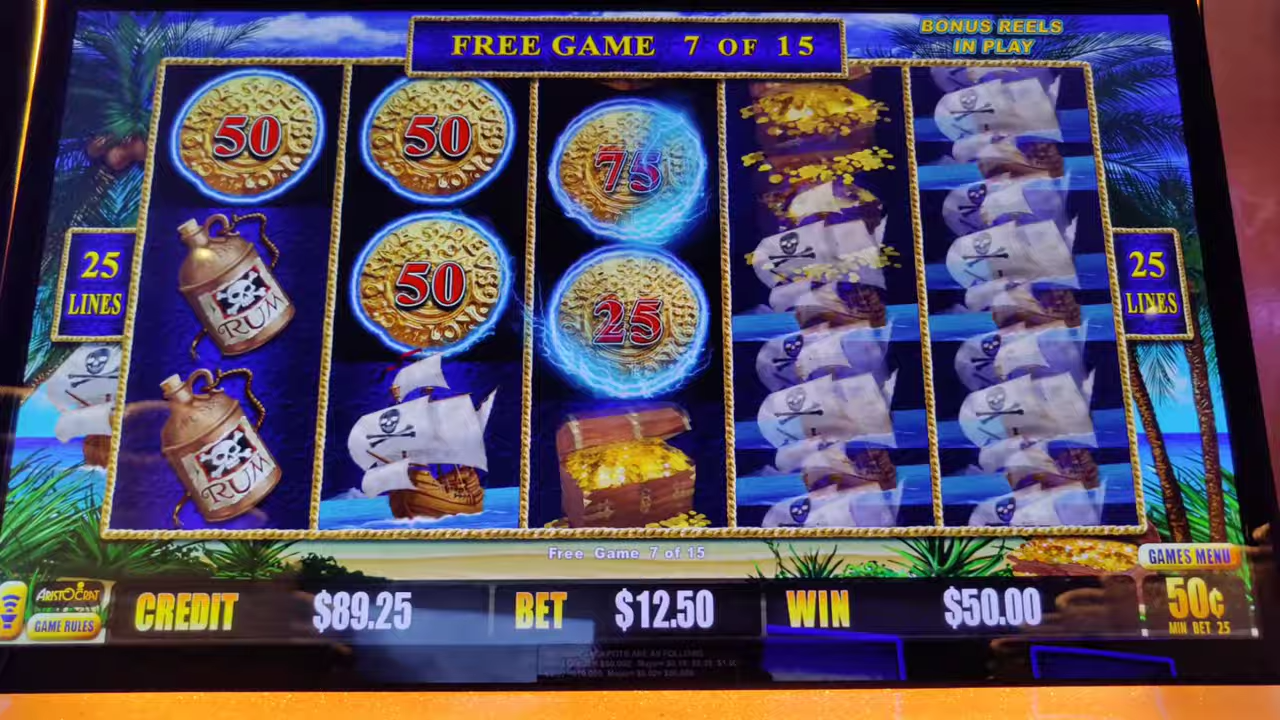 FREE GAME 7 OF 15
BONUS REELS
IN PLAY
50
50
75
50
25
25
LINES
25
LINES
RUM
RUM
Free Game 7 of 15
GAMES MENU
ARISTOCRAT
GAME RULES
CREDIT $89.25
BET $12.50
WIN $50.00
50¢
MIN BET 25